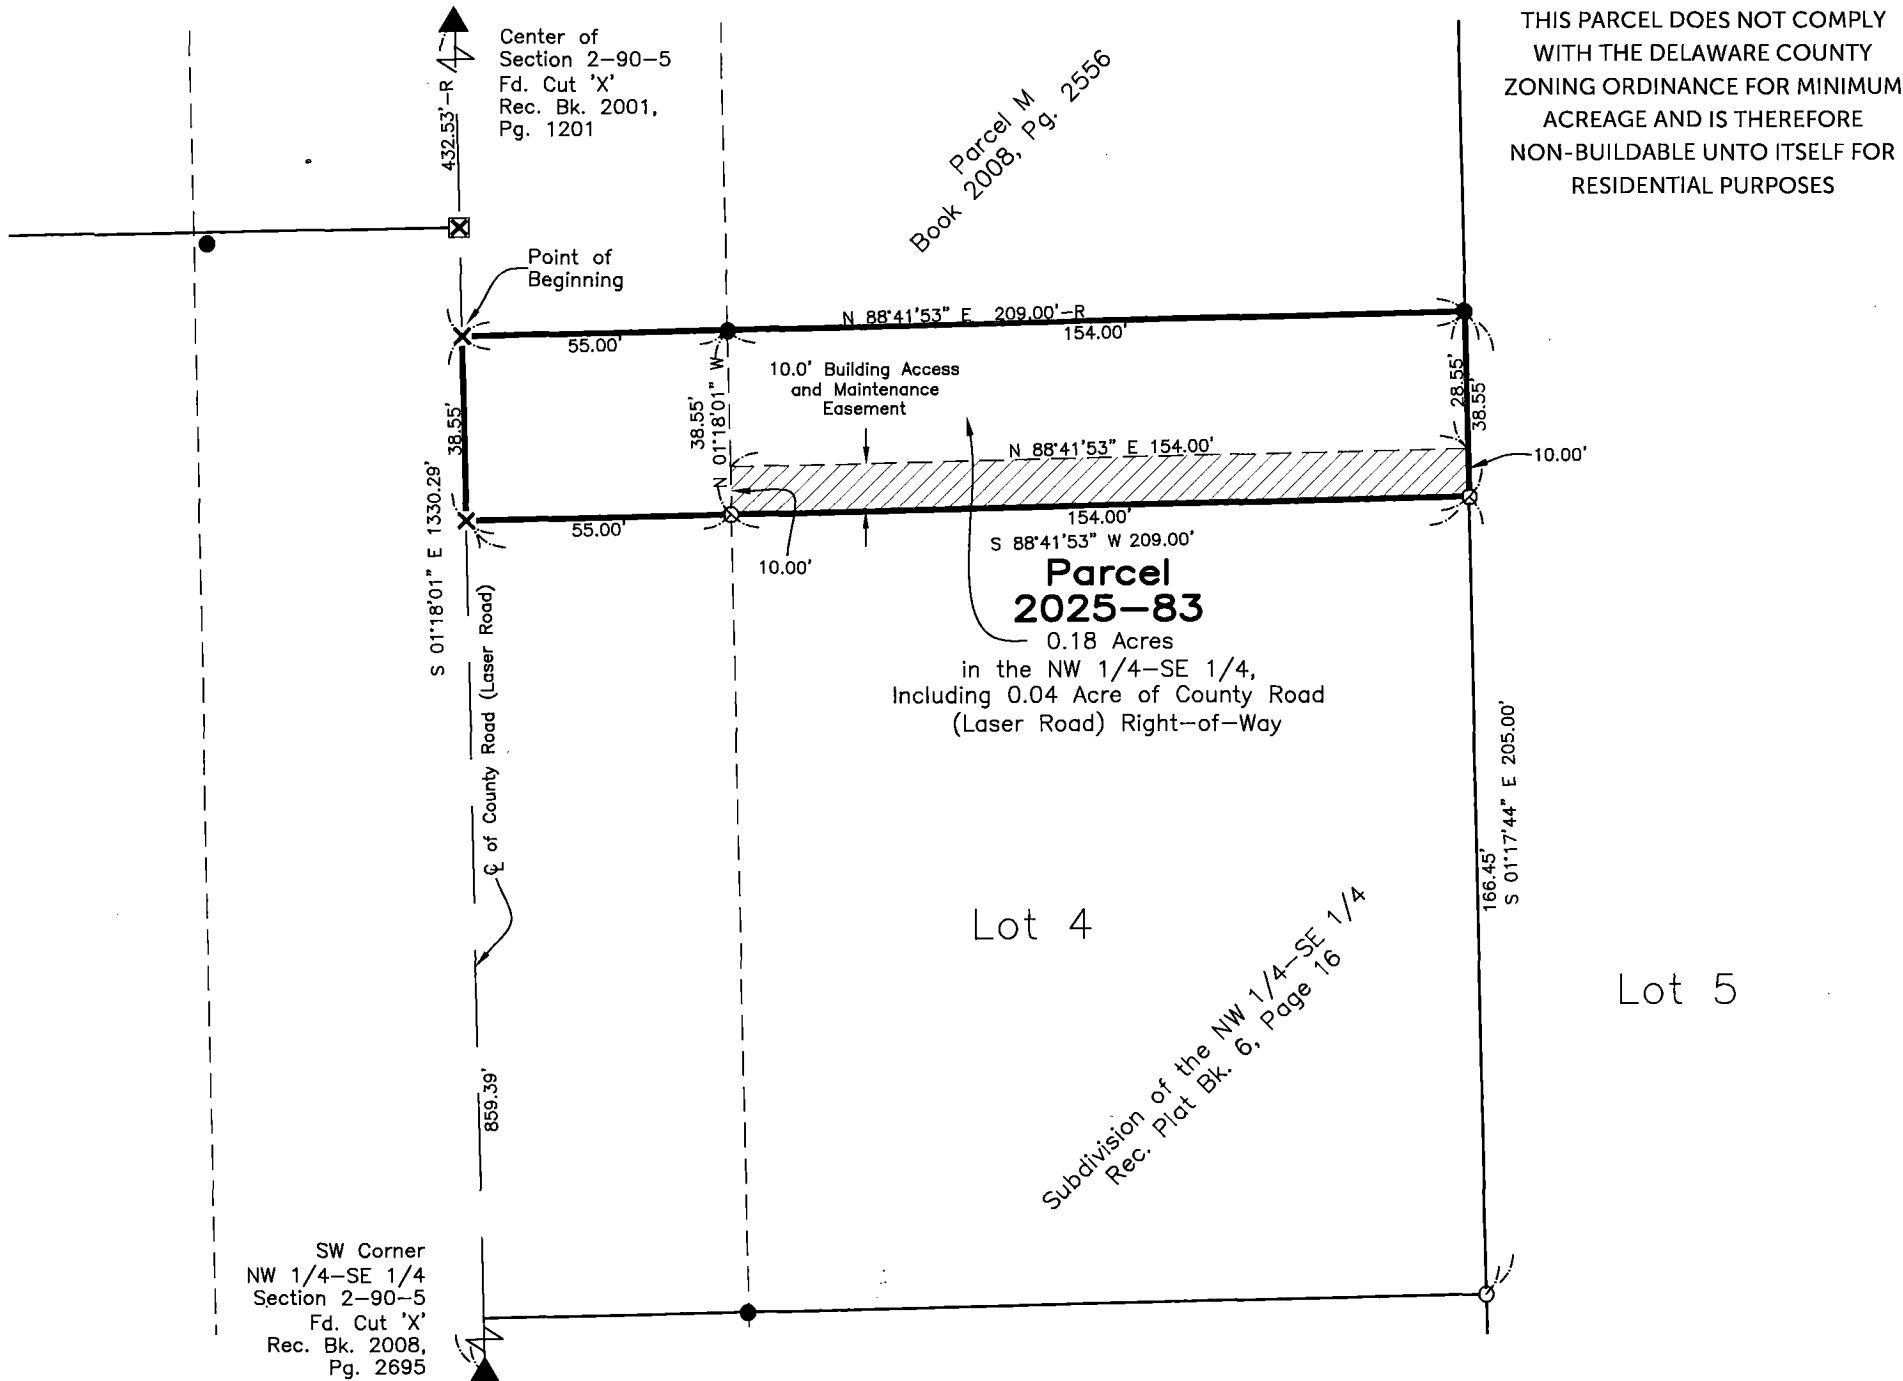 THIS PARCEL DOES NOT COMPLY
WITH THE DELAWARE COUNTY
ZONING ORDINANCE FOR MINIMUM
ACREAGE AND IS THEREFORE
NON-BUILDABLE UNTO ITSELF FOR
RESIDENTIAL PURPOSES
Center of
Section 2-90-5
Fd. Cut 'X'
Rec. Bk. 2001,
Pg. 1201
432.53'-R
Parcel M
Book 2008, Pg. 2556
Point of
Beginning
N 88°41'53" E 209.00'-R
55.00'
154.00'
10.0' Building Access
and Maintenance
Easement
38.55'
38.55'
N 01°18'01" W
28.55'
38.55'
N 88°41'53" E 154.00'
10.00'
55.00'
154.00'
S 88°41'53" W 209.00'
10.00'
S 01°18'01" E 1330.29'
Parcel
2025-83
0.18 Acres
in the NW 1/4-SE 1/4,
Including 0.04 Acre of County Road
(Laser Road) Right-of-Way
℄ of County Road (Laser Road)
166.45'
S 01°17'44" E 205.00'
Lot 4
Lot 5
Subdivision of the NW 1/4-SE 1/4
Rec. Plat Bk. 6, Page 16
859.39'
SW Corner
NW 1/4-SE 1/4
Section 2-90-5
Fd. Cut 'X'
Rec. Bk. 2008,
Pg. 2695